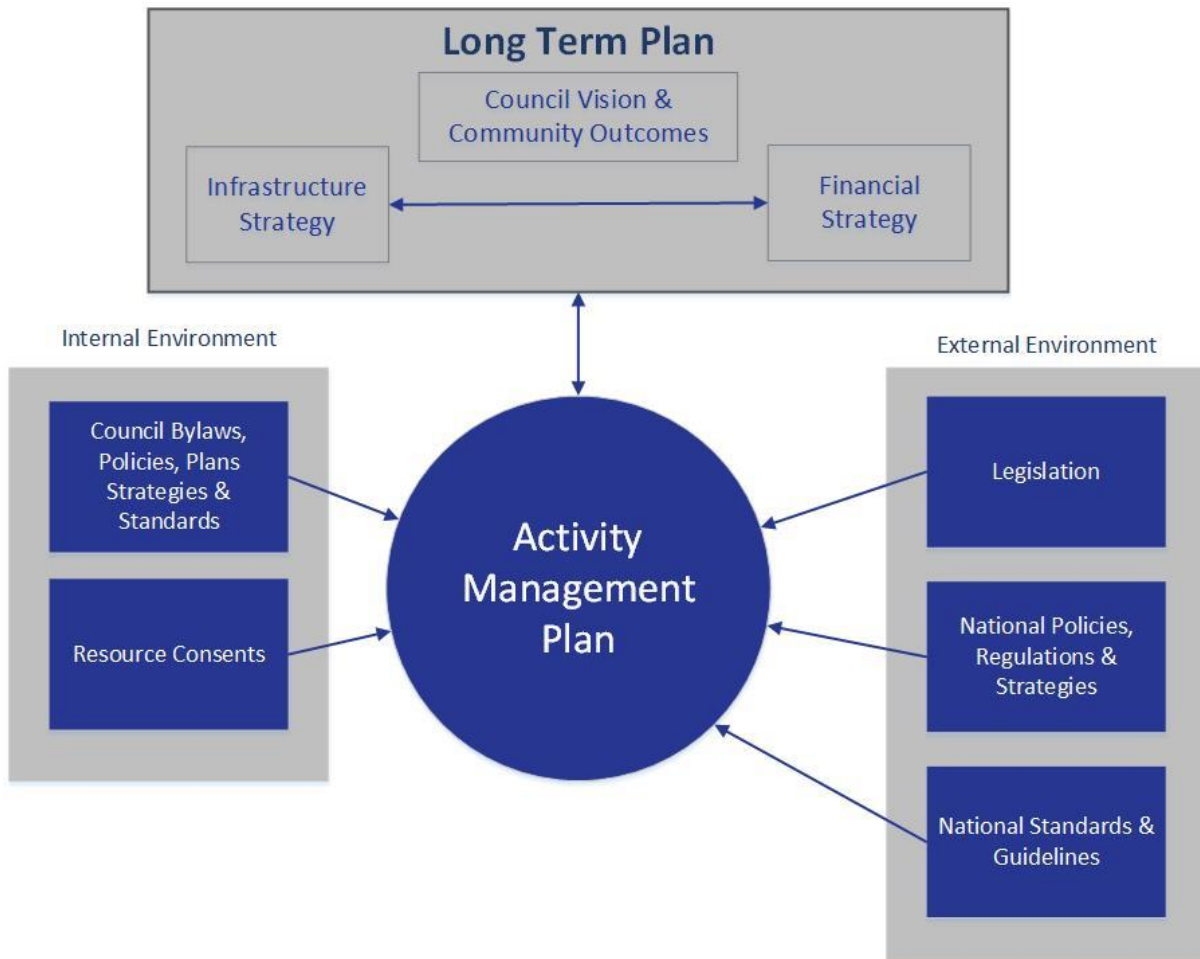 Long Term Plan
Council Vision &
Community Outcomes
Infrastructure
Strategy
Financial
Strategy
Internal Environment
Council Bylaws,
Policies, Plans
Strategies &
Standards
Resource Consents
Activity
Management
Plan
External Environment
Legislation
National Policies,
Regulations &
Strategies
National Standards &
Guidelines